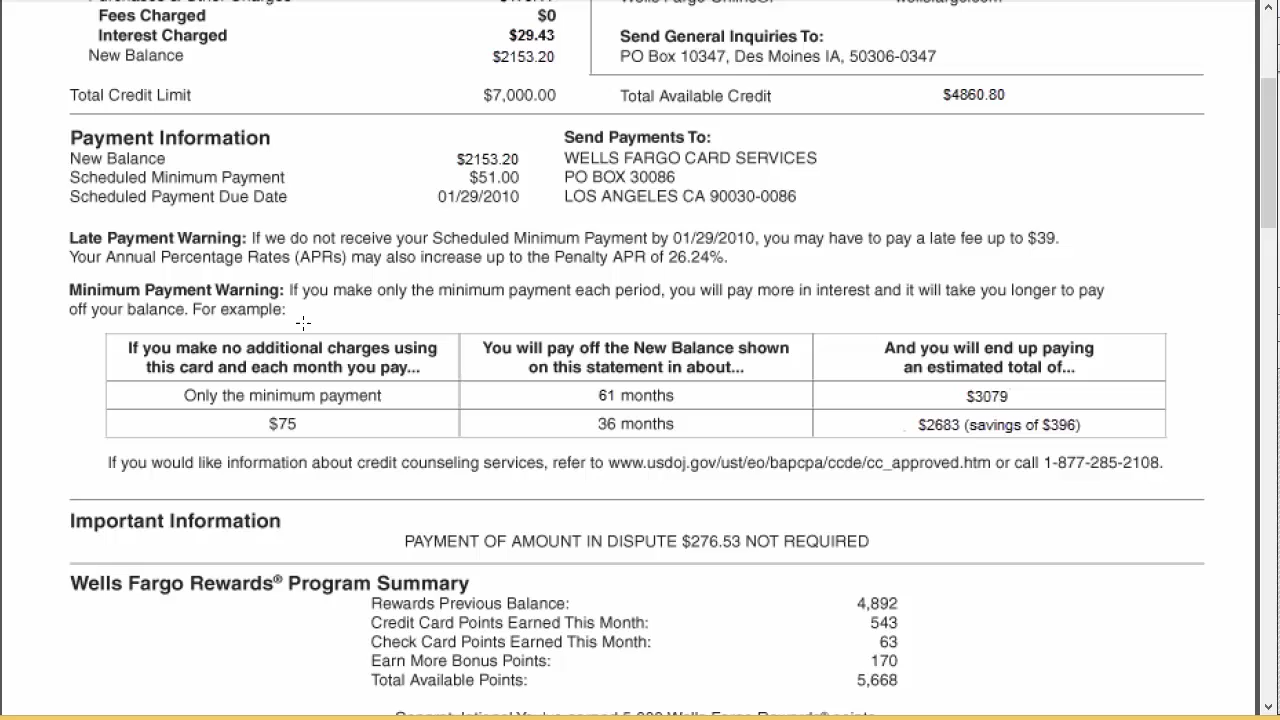 Fees Charged $0
Interest Charged $29.43
New Balance $2153.20
Send General Inquiries To:
PO Box 10347, Des Moines IA, 50306-0347
Total Credit Limit $7,000.00 Total Available Credit $4860.80
Payment Information
New Balance $2153.20
Scheduled Minimum Payment $51.00
Scheduled Payment Due Date 01/29/2010
Send Payments To:
WELLS FARGO CARD SERVICES
PO BOX 30086
LOS ANGELES CA 90030-0086
Late Payment Warning: If we do not receive your Scheduled Minimum Payment by 01/29/2010, you may have to pay a late fee up to $39.
Your Annual Percentage Rates (APRs) may also increase up to the Penalty APR of 26.24%.
Minimum Payment Warning: If you make only the minimum payment each period, you will pay more in interest and it will take you longer to pay
off your balance. For example:
If you make no additional charges using
this card and each month you pay...
You will pay off the New Balance shown
on this statement in about...
And you will end up paying
an estimated total of...
Only the minimum payment 61 months $3079
$75 36 months $2683 (savings of $396)
If you would like information about credit counseling services, refer to www.usdoj.gov/ust/eo/bapcpa/ccde/cc_approved.htm or call 1-877-285-2108.
Important Information
PAYMENT OF AMOUNT IN DISPUTE $276.53 NOT REQUIRED
Wells Fargo Rewards® Program Summary
Rewards Previous Balance: 4,892
Credit Card Points Earned This Month: 543
Check Card Points Earned This Month: 63
Earn More Bonus Points: 170
Total Available Points: 5,668